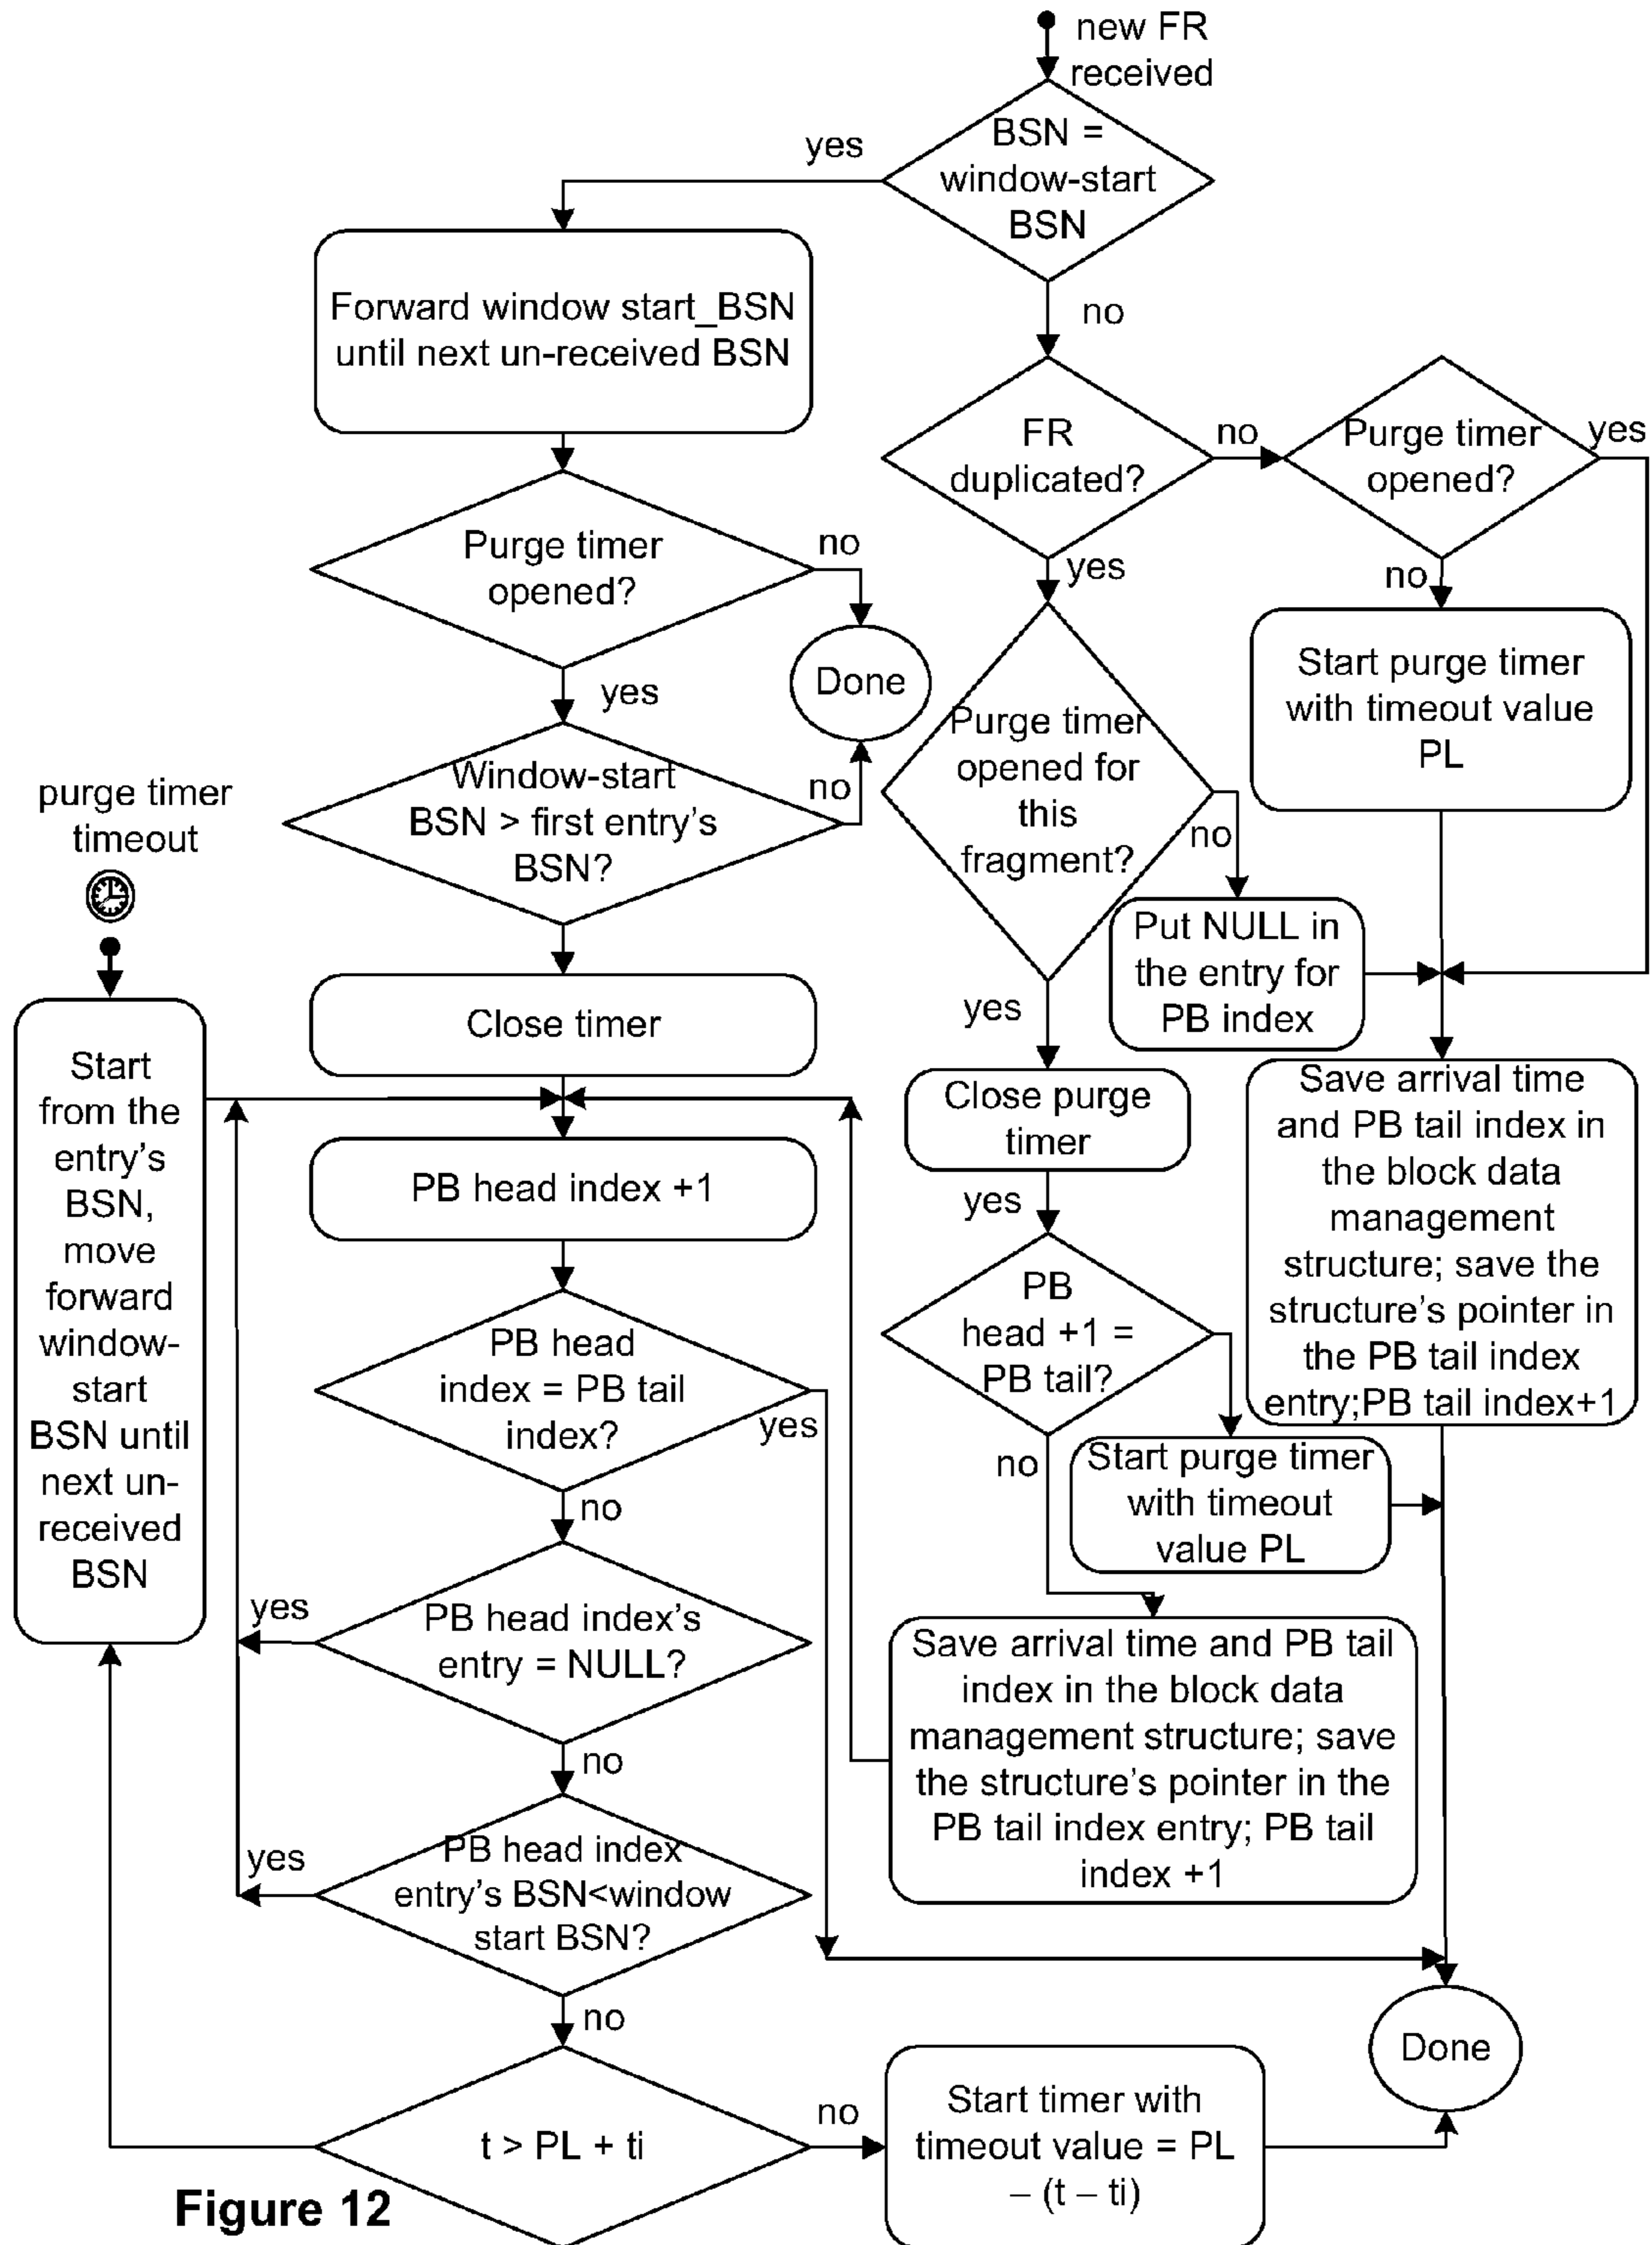 new FR
received
BSN =
window-start
BSN
yes
no
Forward window start_BSN
until next un-received BSN
FR
duplicated?
no
yes
Purge timer
opened?
yes
no
Purge timer
opened?
no
yes
Done
Start purge timer
with timeout value
PL
Purge timer
opened for
this
fragment?
no
yes
Window-start
BSN > first entry's
BSN?
no
purge timer
timeout
Put NULL in
the entry for
PB index
Close timer
Start
from the
entry's
BSN,
move
forward
window-
start
BSN until
next un-
received
BSN
Close purge
timer
yes
Save arrival time
and PB tail index in
the block data
management
structure; save the
structure's pointer in
the PB tail index
entry;PB tail index+1
PB head index +1
PB
head +1 =
PB tail?
no
PB head
index = PB tail
index?
yes
no
Start purge timer
with timeout
value PL
PB head index's
entry = NULL?
yes
no
Save arrival time and PB tail
index in the block data
management structure; save
the structure's pointer in the
PB tail index entry; PB tail
index +1
PB head index
entry's BSN<window
start BSN?
yes
no
Done
t > PL + ti
no
Start timer with
timeout value = PL
– (t – ti)
Figure 12